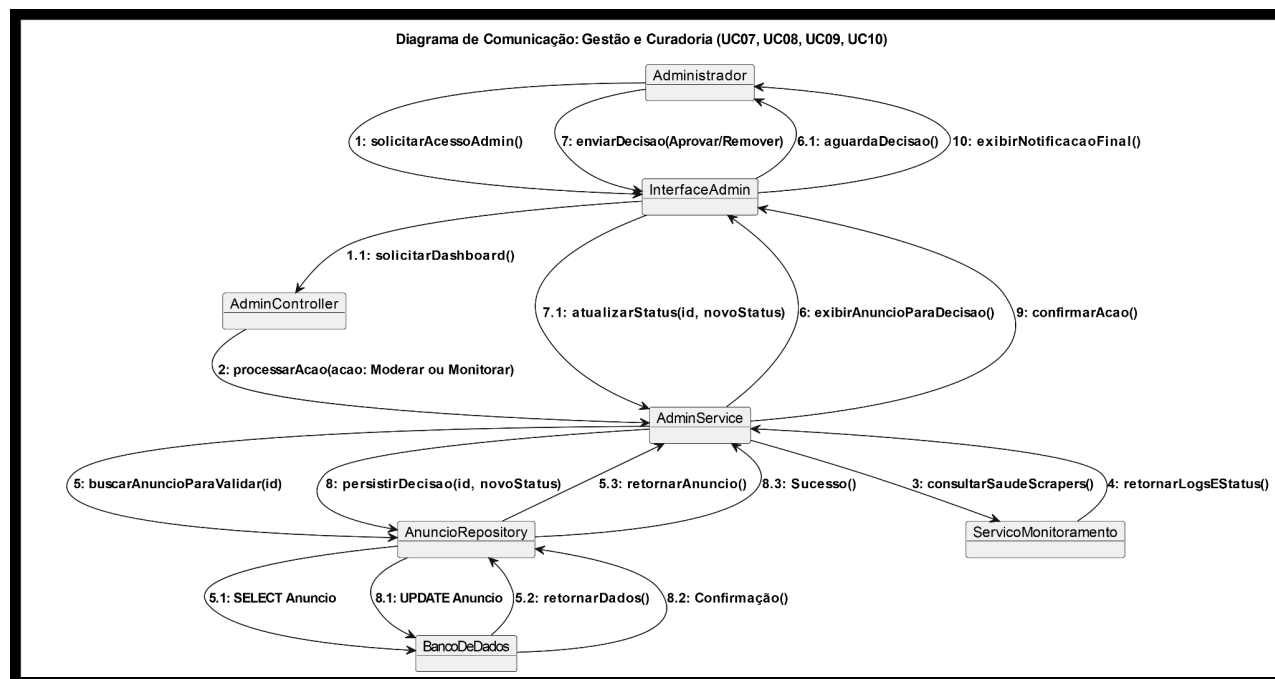 Diagrama de Comunicação: Gestão e Curadoria (UC07, UC08, UC09, UC10)
Administrador
1: solicitarAcessoAdmin()
7: enviarDecisao(Aprovar/Remover)
6.1: aguardaDecisao()
10: exibirNotificacaoFinal()
InterfaceAdmin
1.1: solicitarDashboard()
AdminController
7.1: atualizarStatus(id, novoStatus)
6: exibirAnuncioParaDecisao()
9: confirmarAcao()
2: processarAcao(acao: Moderar ou Monitorar)
AdminService
5: buscarAnuncioParaValidar(id)
8: persistirDecisao(id, novoStatus)
5.3: retornarAnuncio()
8.3: Sucesso()
3: consultarSaudeScrapers()
4: retornarLogsEStatus()
AnuncioRepository
ServicoMonitoramento
5.1: SELECT Anuncio
8.1: UPDATE Anuncio
5.2: retornarDados()
8.2: Confirmação()
BancoDeDados